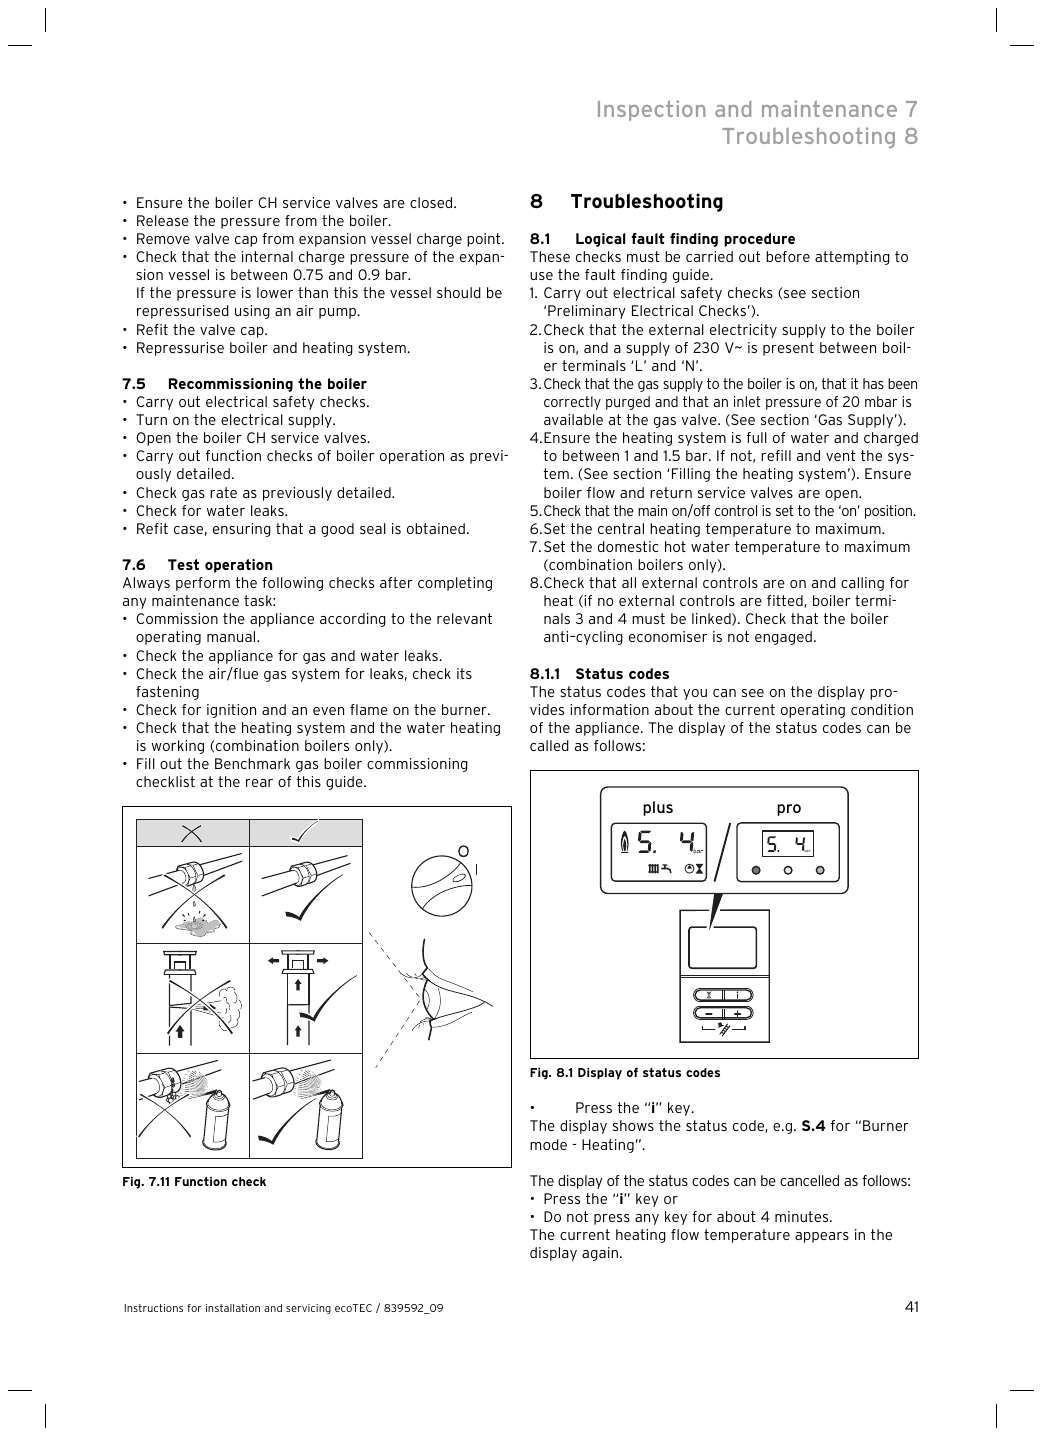 Inspection and maintenance 7
Troubleshooting 8
• Ensure the boiler CH service valves are closed.
• Release the pressure from the boiler.
• Remove valve cap from expansion vessel charge point.
• Check that the internal charge pressure of the expan-
sion vessel is between 0.75 and 0.9 bar.
If the pressure is lower than this the vessel should be
repressurised using an air pump.
• Refit the valve cap.
• Repressurise boiler and heating system.
7.5 Recommissioning the boiler
• Carry out electrical safety checks.
• Turn on the electrical supply.
• Open the boiler CH service valves.
• Carry out function checks of boiler operation as previ-
ously detailed.
• Check gas rate as previously detailed.
• Check for water leaks.
• Refit case, ensuring that a good seal is obtained.
7.6 Test operation
Always perform the following checks after completing
any maintenance task:
• Commission the appliance according to the relevant
operating manual.
• Check the appliance for gas and water leaks.
• Check the air/flue gas system for leaks, check its
fastening
• Check for ignition and an even flame on the burner.
• Check that the heating system and the water heating
is working (combination boilers only).
• Fill out the Benchmark gas boiler commissioning
checklist at the rear of this guide.
O
I
Fig. 7.11 Function check
8 Troubleshooting
8.1 Logical fault finding procedure
These checks must be carried out before attempting to
use the fault finding guide.
1. Carry out electrical safety checks (see section
‘Preliminary Electrical Checks’).
2.Check that the external electricity supply to the boiler
is on, and a supply of 230 V~ is present between boil-
er terminals ‘L’ and ‘N’.
3.Check that the gas supply to the boiler is on, that it has been
correctly purged and that an inlet pressure of 20 mbar is
available at the gas valve. (See section ‘Gas Supply’).
4.Ensure the heating system is full of water and charged
to between 1 and 1.5 bar. If not, refill and vent the sys-
tem. (See section ‘Filling the heating system’). Ensure
boiler flow and return service valves are open.
5.Check that the main on/off control is set to the ‘on’ position.
6.Set the central heating temperature to maximum.
7.Set the domestic hot water temperature to maximum
(combination boilers only).
8.Check that all external controls are on and calling for
heat (if no external controls are fitted, boiler termi-
nals 3 and 4 must be linked). Check that the boiler
anti–cycling economiser is not engaged.
8.1.1 Status codes
The status codes that you can see on the display pro-
vides information about the current operating condition
of the appliance. The display of the status codes can be
called as follows:
plus pro
S. 4 bar S. 4
i
− +
Fig. 8.1 Display of status codes
• Press the “i” key.
The display shows the status code, e.g. S.4 for “Burner
mode - Heating”.
The display of the status codes can be cancelled as follows:
• Press the “i” key or
• Do not press any key for about 4 minutes.
The current heating flow temperature appears in the
display again.
Instructions for installation and servicing ecoTEC / 839592_09
41